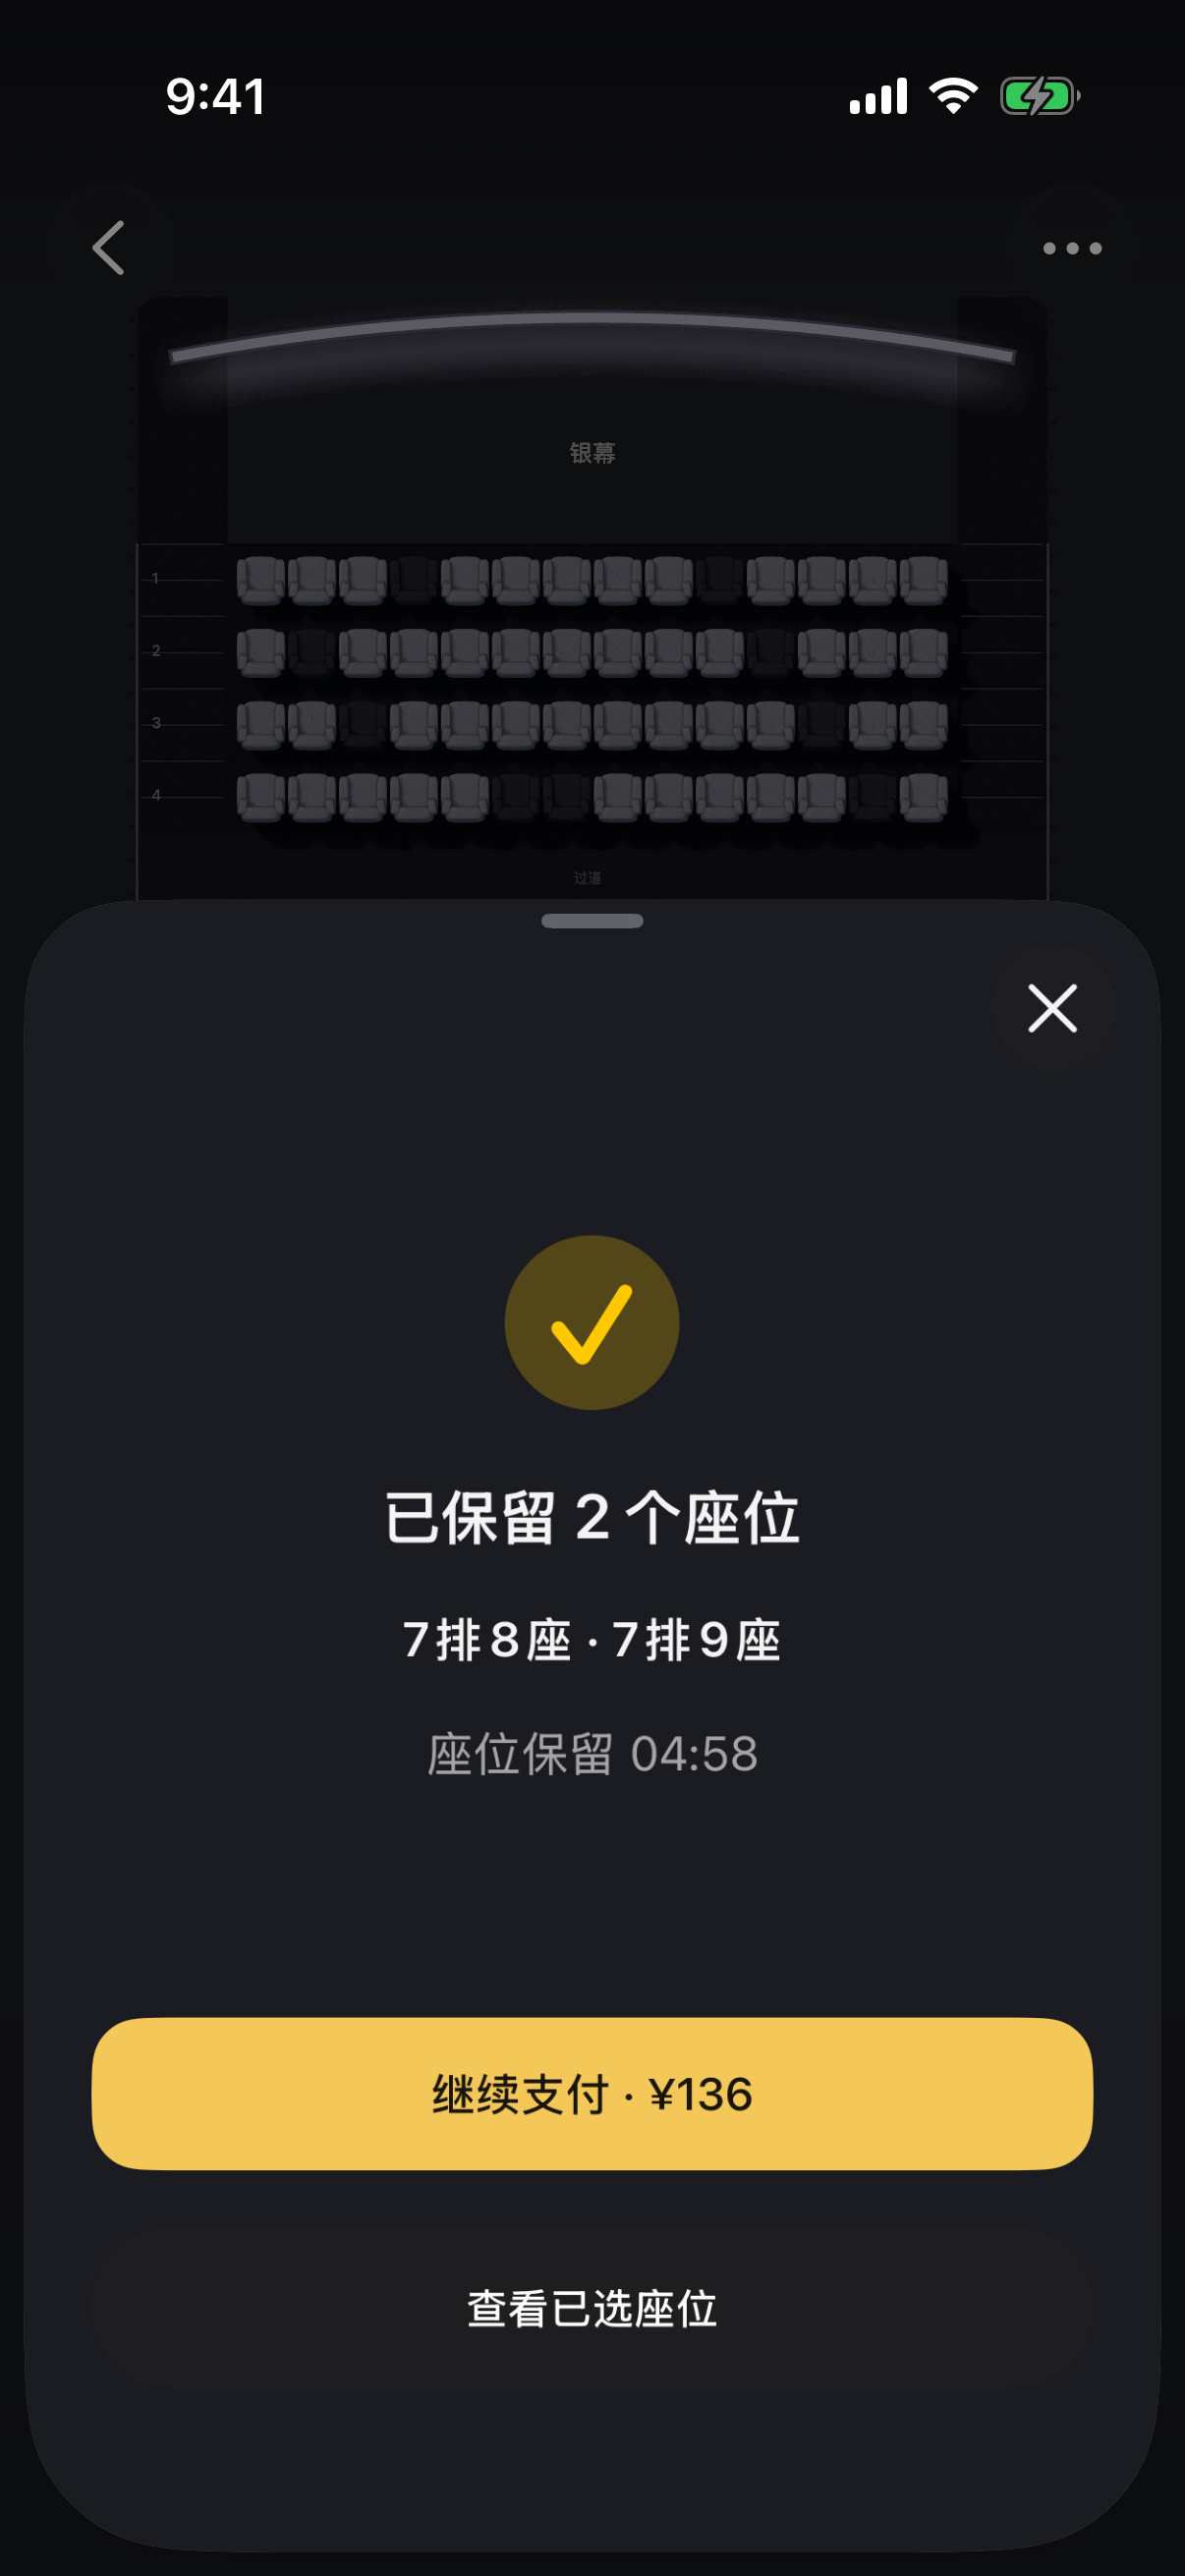 9:41
银幕
1
2
3
4
过道
已保留 2 个座位
7排8座 · 7排9座
座位保留 04:58
继续支付 · ¥136
查看已选座位